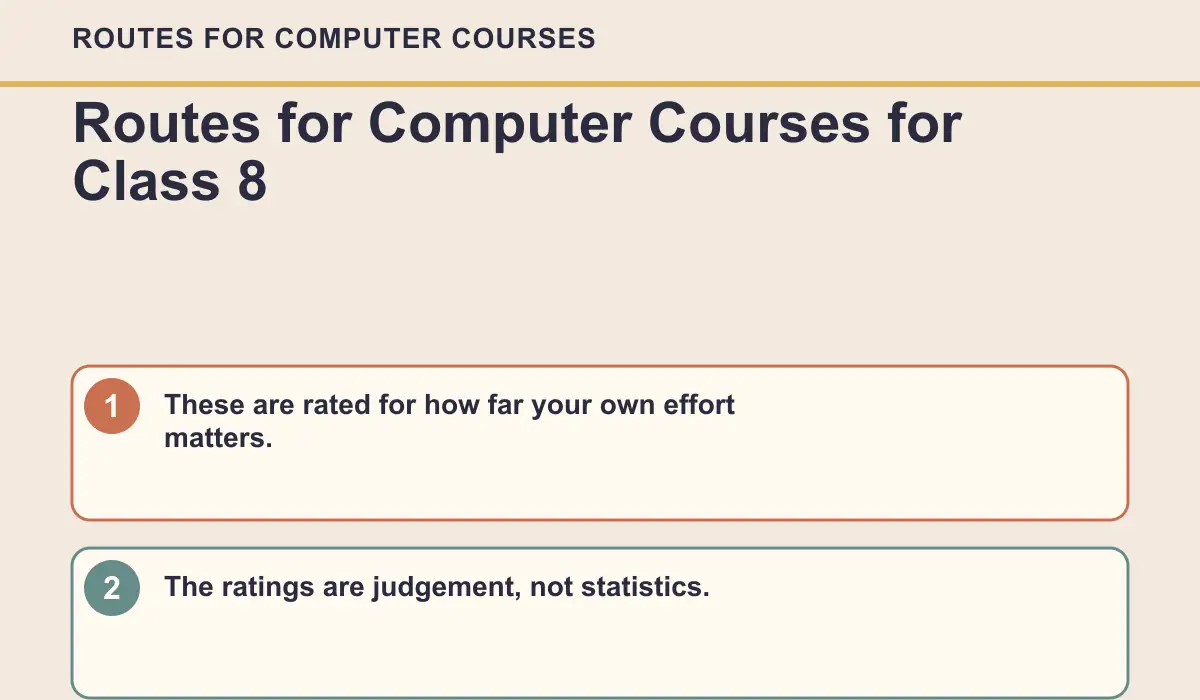 ROUTES FOR COMPUTER COURSES
Routes for Computer Courses for
Class 8
1
These are rated for how far your own effort
matters.
2
The ratings are judgement, not statistics.